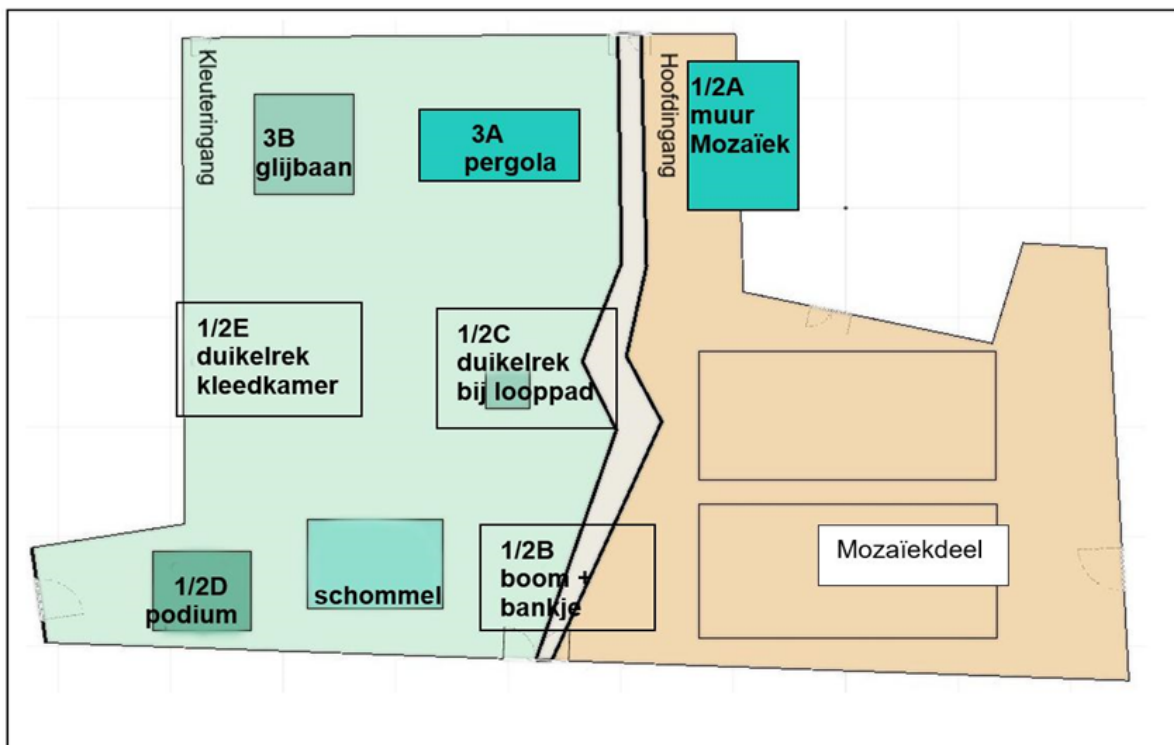 Kleuteringang
3B
glijbaan
3A
pergola
Hoofdingang
1/2A
muur
Mozaïek
1/2E
duikelrek
kleedkamer
1/2C
duikelrek
bij looppad
1/2D
podium
schommel
1/2B
boom +
bankje
Mozaïekdeel